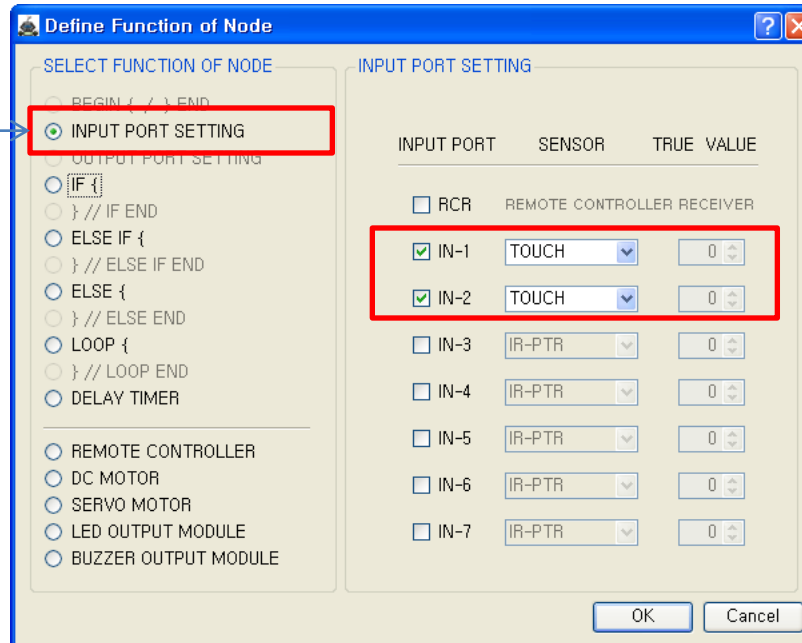 Define Function of Node
SELECT FUNCTION OF NODE
BEGIN { / } END
INPUT PORT SETTING
OUTPUT PORT SETTING
IF {
} // IF END
ELSE IF {
} // ELSE IF END
ELSE {
} // ELSE END
LOOP {
} // LOOP END
DELAY TIMER
REMOTE CONTROLLER
DC MOTOR
SERVO MOTOR
LED OUTPUT MODULE
BUZZER OUTPUT MODULE
INPUT PORT SETTING
INPUT PORT SENSOR TRUE VALUE
RCR REMOTE CONTROLLER RECEIVER
IN-1 TOUCH 0
IN-2 TOUCH 0
IN-3 IR-PTR 0
IN-4 IR-PTR 0
IN-5 IR-PTR 0
IN-6 IR-PTR 0
IN-7 IR-PTR 0
OK Cancel